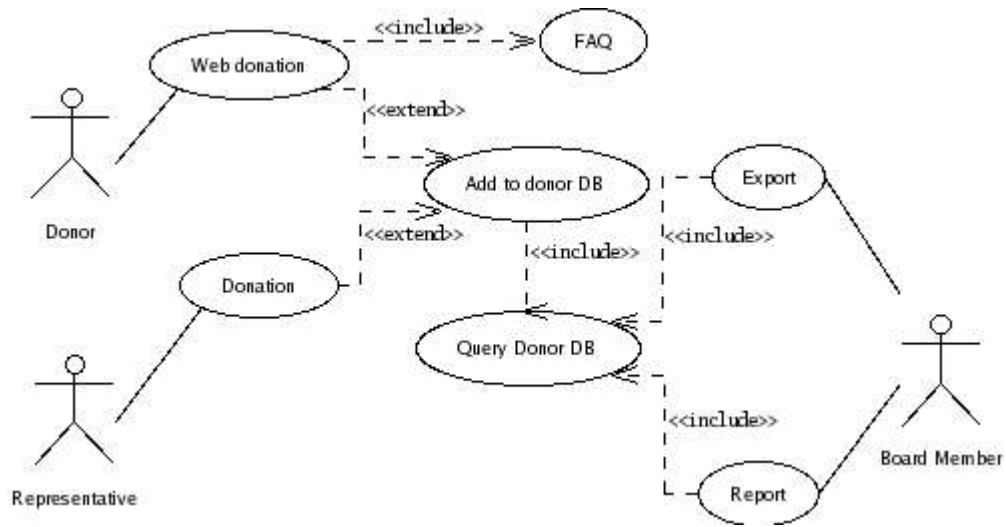 <<include>>
FAQ
Web donation
<<extend>>
Add to donor DB
Export
Donor
<<extend>>
<<include>>
<<include>>
Donation
Query Donor DB
<<include>>
Board Member
Representative
Report